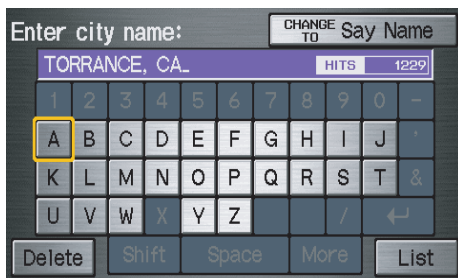 Enter city name:
CHANGE TO Say Name
TORRANCE, CA_
HITS 1229
1 2 3 4 5 6 7 8 9 0 -
A B C D E F G H I J '
K L M N O P Q R S T &
U V W X Y Z /
Delete Shift Space More List